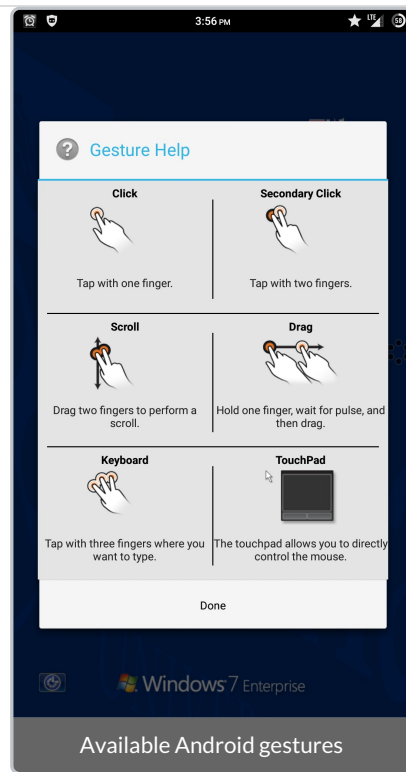 3:56 PM
LTE
58
Gesture Help
Click
Secondary Click
Tap with one finger.
Tap with two fingers.
Scroll
Drag
Drag two fingers to perform a
scroll.
Hold one finger, wait for pulse, and
then drag.
Keyboard
TouchPad
Tap with three fingers where you
want to type.
The touchpad allows you to directly
control the mouse.
Done
Windows 7 Enterprise
Available Android gestures